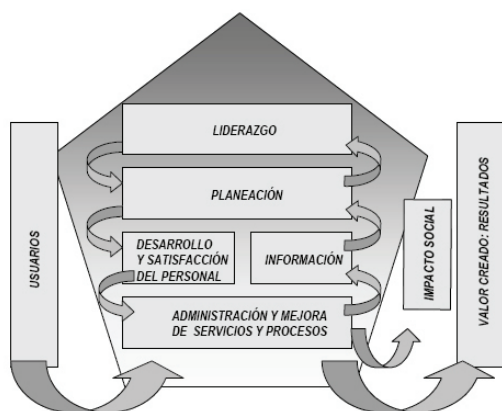 LIDERAZGO
PLANEACIÓN
DESARROLLO
Y SATISFACCIÓN
DEL PERSONAL
INFORMACIÓN
ADMINISTRACIÓN Y MEJORA
DE SERVICIOS Y PROCESOS
USUARIOS
IMPACTO SOCIAL
VALOR CREADO: RESULTADOS